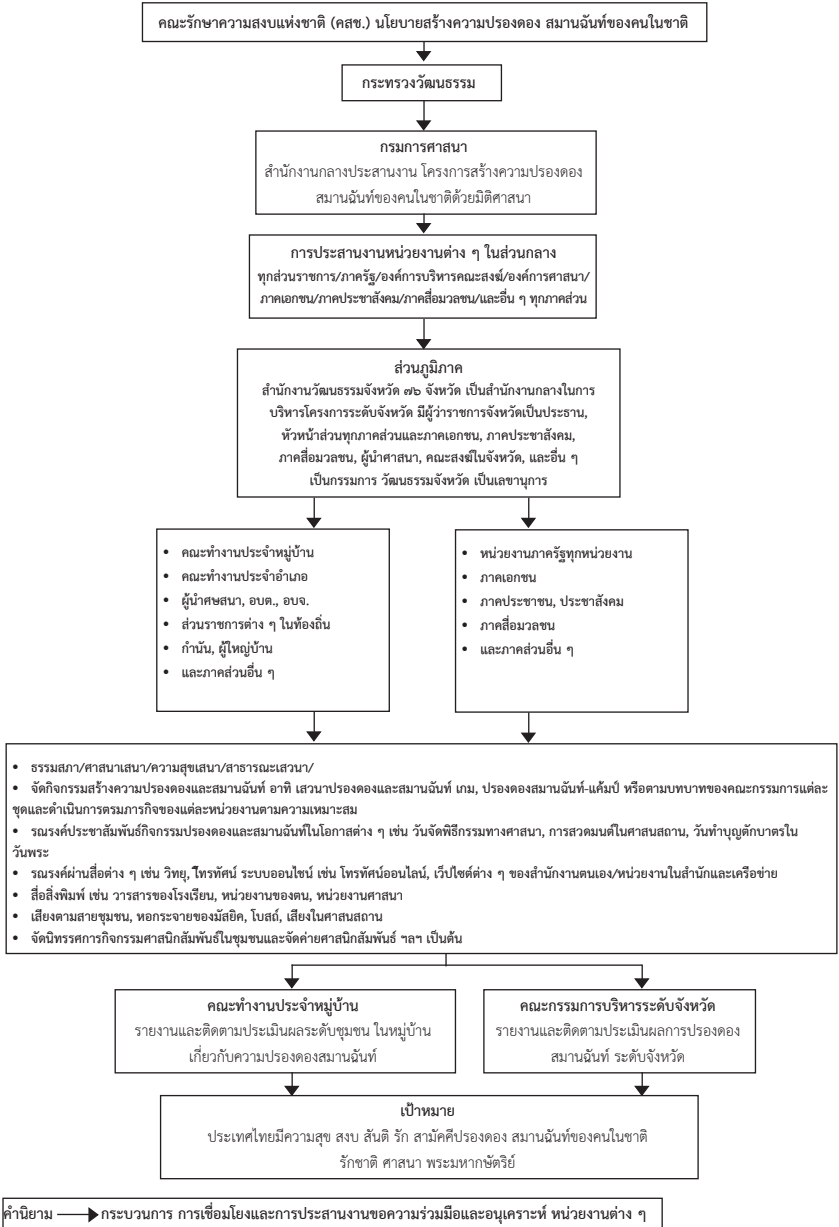 คณะรักษาความสงบแห่งชาติ (คสช.) นโยบายสร้างความปรองดอง สมานฉันท์ของคนในชาติ
กระทรวงวัฒนธรรม
กรมการศาสนา
สำนักงานกลางประสานงาน โครงการสร้างความปรองดอง
สมานฉันท์ของคนในชาติด้วยมิติศาสนา
การประสานงานหน่วยงานต่าง ๆ ในส่วนกลาง
ทุกส่วนราชการ/ภาครัฐ/องค์การบริหารคณะสงฆ์/องค์การศาสนา/
ภาคเอกชน/ภาคประชาสังคม/ภาคสื่อมวลชน/และอื่น ๆ ทุกภาคส่วน
ส่วนภูมิภาค
สำนักงานวัฒนธรรมจังหวัด ๗๖ จังหวัด เป็นสำนักงานกลางในการ
บริหารโครงการระดับจังหวัด มีผู้ว่าราชการจังหวัดเป็นประธาน,
หัวหน้าส่วนทุกภาคส่วนและภาคเอกชน, ภาคประชาสังคม,
ภาคสื่อมวลชน, ผู้นำศาสนา, คณะสงฆ์ในจังหวัด, และอื่น ๆ
เป็นกรรมการ วัฒนธรรมจังหวัด เป็นเลขานุการ
• คณะทำงานประจำหมู่บ้าน
• คณะทำงานประจำอำเภอ
• ผู้นำศษสนา, อบต., อบจ.
• ส่วนราชการต่าง ๆ ในท้องถิ่น
• กำนัน, ผู้ใหญ่บ้าน
• และภาคส่วนอื่น ๆ
• หน่วยงานภาครัฐทุกหน่วยงาน
• ภาคเอกชน
• ภาคประชาชน, ประชาสังคม
• ภาคสื่อมวลชน
• และภาคส่วนอื่น ๆ
• ธรรมสภา/ศาสนาเสนา/ความสุขเสนา/สาธารณะเสวนา/
• จัดกิจกรรมสร้างความปรองดองและสมานฉันท์ อาทิ เสวนาปรองดองและสมานฉันท์ เกม, ปรองดองสมานฉันท์-แค้มป์ หรือตามบทบาทของคณะกรรมการแต่ละ
ชุดและดำเนินการตรมภารกิจของแต่ละหน่วยงานตามความเหมาะสม
• รณรงค์ประชาสัมพันธ์กิจกรรมปรองดองและสมานฉันท์ในโอกาสต่าง ๆ เช่น วันจัดพิธีกรรมทางศาสนา, การสวดมนต์ในศาสนสถาน, วันทำบุญตักบาตรใน
วันพระ
• รณรงค์ผ่านสื่อต่าง ๆ เช่น วิทยุ, โทรทัศน์ ระบบออนไชน์ เช่น โทรทัศน์ออนไลน์, เว็ปไซต์ต่าง ๆ ของสำนักงานตนเอง/หน่วยงานในสำนักและเครือข่าย
• สื่อสิ่งพิมพ์ เช่น วารสารของโรงเรียน, หน่วยงานของตน, หน่วยงานศาสนา
• เสียงตามสายชุมชน, หอกระจายของมัสยิค, โบสถ์, เสียงในศาสนสถาน
• จัดนิทรรศการกิจกรรมศาสนิกสัมพันธ์ในชุมชนและจัดค่ายศาสนิกสัมพันธ์ ฯลฯ เป็นต้น
คณะทำงานประจำหมู่บ้าน
รายงานและติดตามประเมินผลระดับชุมชน ในหมู่บ้าน
เกี่ยวกับความปรองดองสมานฉันท์
คณะกรรมการบริหารระดับจังหวัด
รายงานและติดตามประเมินผลการปรองดอง
สมานฉันท์ ระดับจังหวัด
เป้าหมาย
ประเทศไทยมีความสุข สงบ สันติ รัก สามัคคีปรองดอง สมานฉันท์ของคนในชาติ
รักชาติ ศาสนา พระมหากษัตริย์
คำนิยาม ⟶ กระบวนการ การเชื่อมโยงและการประสานงานขอความร่วมมือและอนุเคราะห์ หน่วยงานต่าง ๆ